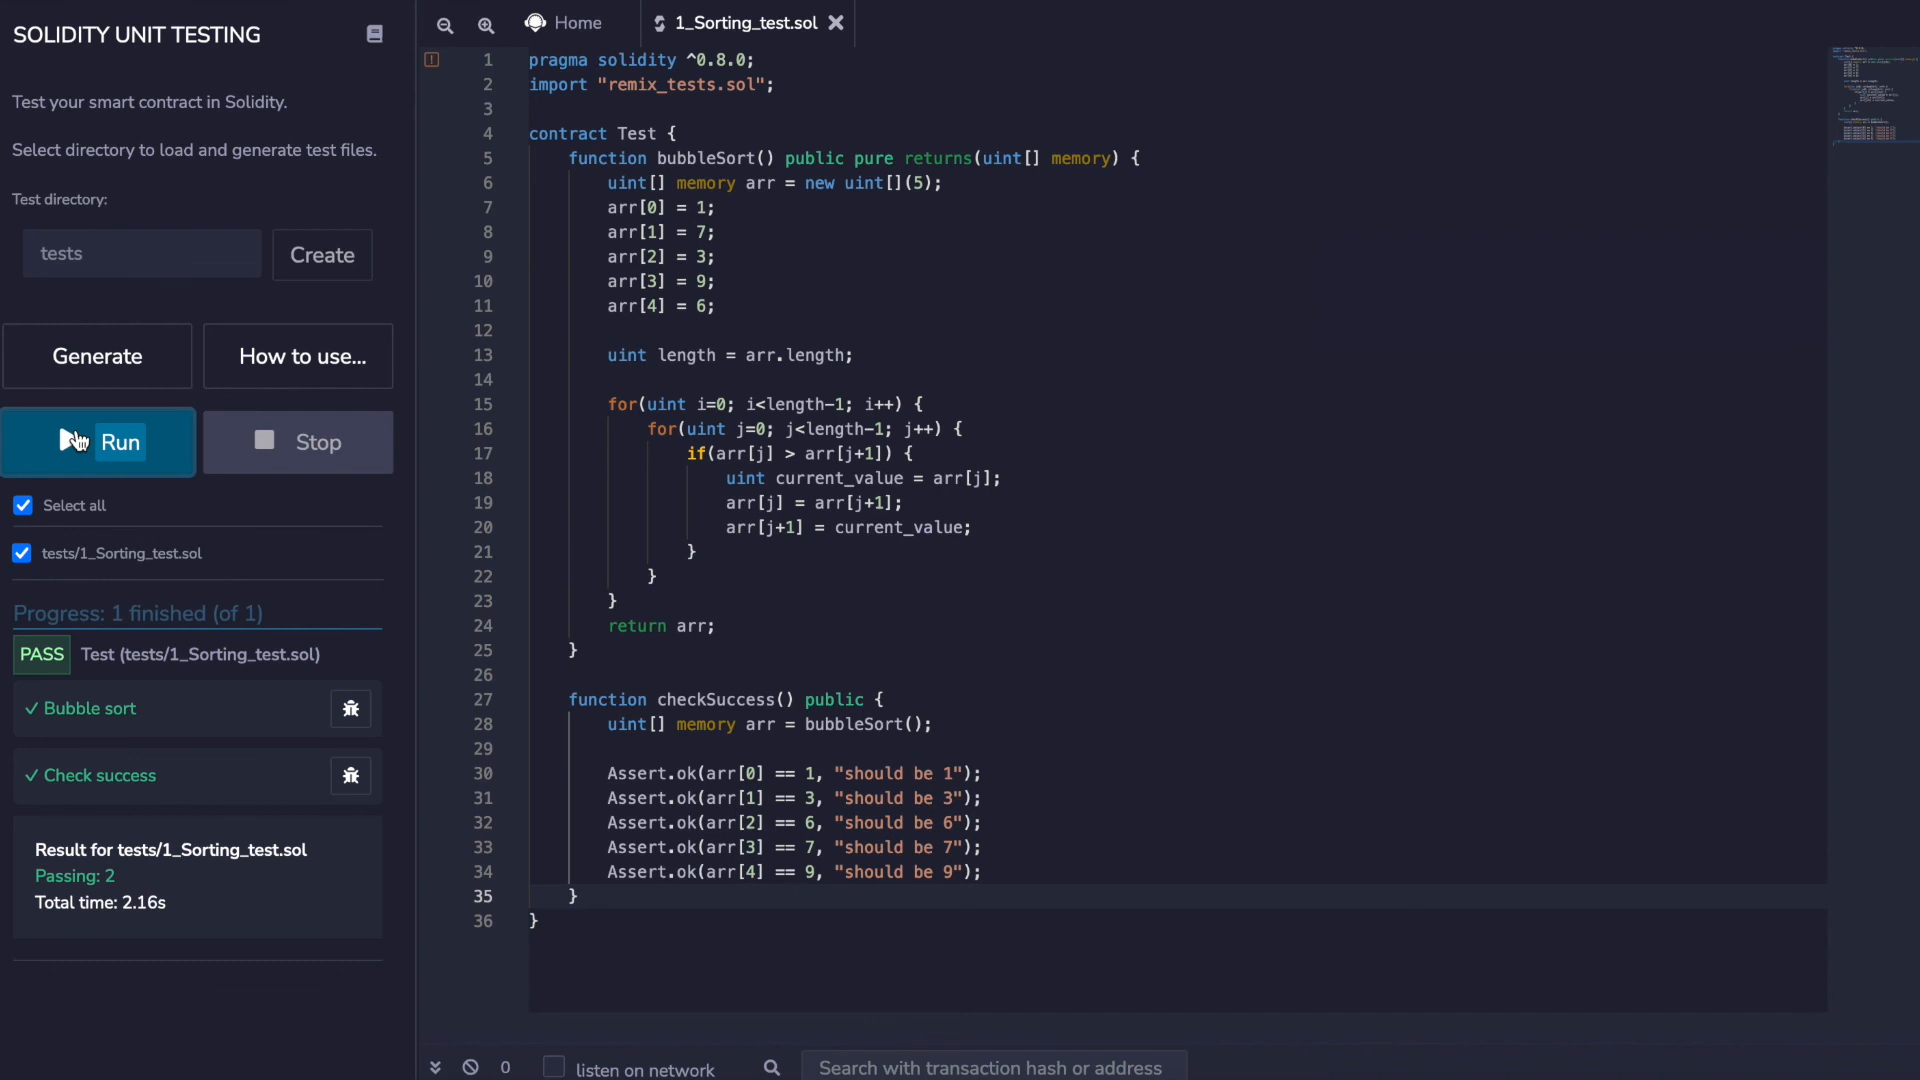 SOLIDITY UNIT TESTING
Test your smart contract in Solidity.
Select directory to load and generate test files.
Test directory:
tests
Create
Generate
How to use...
Run
Stop
Select all
tests/1_Sorting_test.sol
Progress: 1 finished (of 1)
PASS Test (tests/1_Sorting_test.sol)
✓ Bubble sort
✓ Check success
Result for tests/1_Sorting_test.sol
Passing: 2
Total time: 2.16s
Home
1_Sorting_test.sol
1 pragma solidity ^0.8.0;
2 import "remix_tests.sol";
3
4 contract Test {
5     function bubbleSort() public pure returns(uint[] memory) {
6         uint[] memory arr = new uint[](5);
7         arr[0] = 1;
8         arr[1] = 7;
9         arr[2] = 3;
10         arr[3] = 9;
11         arr[4] = 6;
12
13         uint length = arr.length;
14
15         for(uint i=0; i<length-1; i++) {
16             for(uint j=0; j<length-1; j++) {
17                 if(arr[j] > arr[j+1]) {
18                     uint current_value = arr[j];
19                     arr[j] = arr[j+1];
20                     arr[j+1] = current_value;
21                 }
22             }
23         }
24         return arr;
25     }
26
27     function checkSuccess() public {
28         uint[] memory arr = bubbleSort();
29
30         Assert.ok(arr[0] == 1, "should be 1");
31         Assert.ok(arr[1] == 3, "should be 3");
32         Assert.ok(arr[2] == 6, "should be 6");
33         Assert.ok(arr[3] == 7, "should be 7");
34         Assert.ok(arr[4] == 9, "should be 9");
35     }
36 }
0
listen on network
Search with transaction hash or address